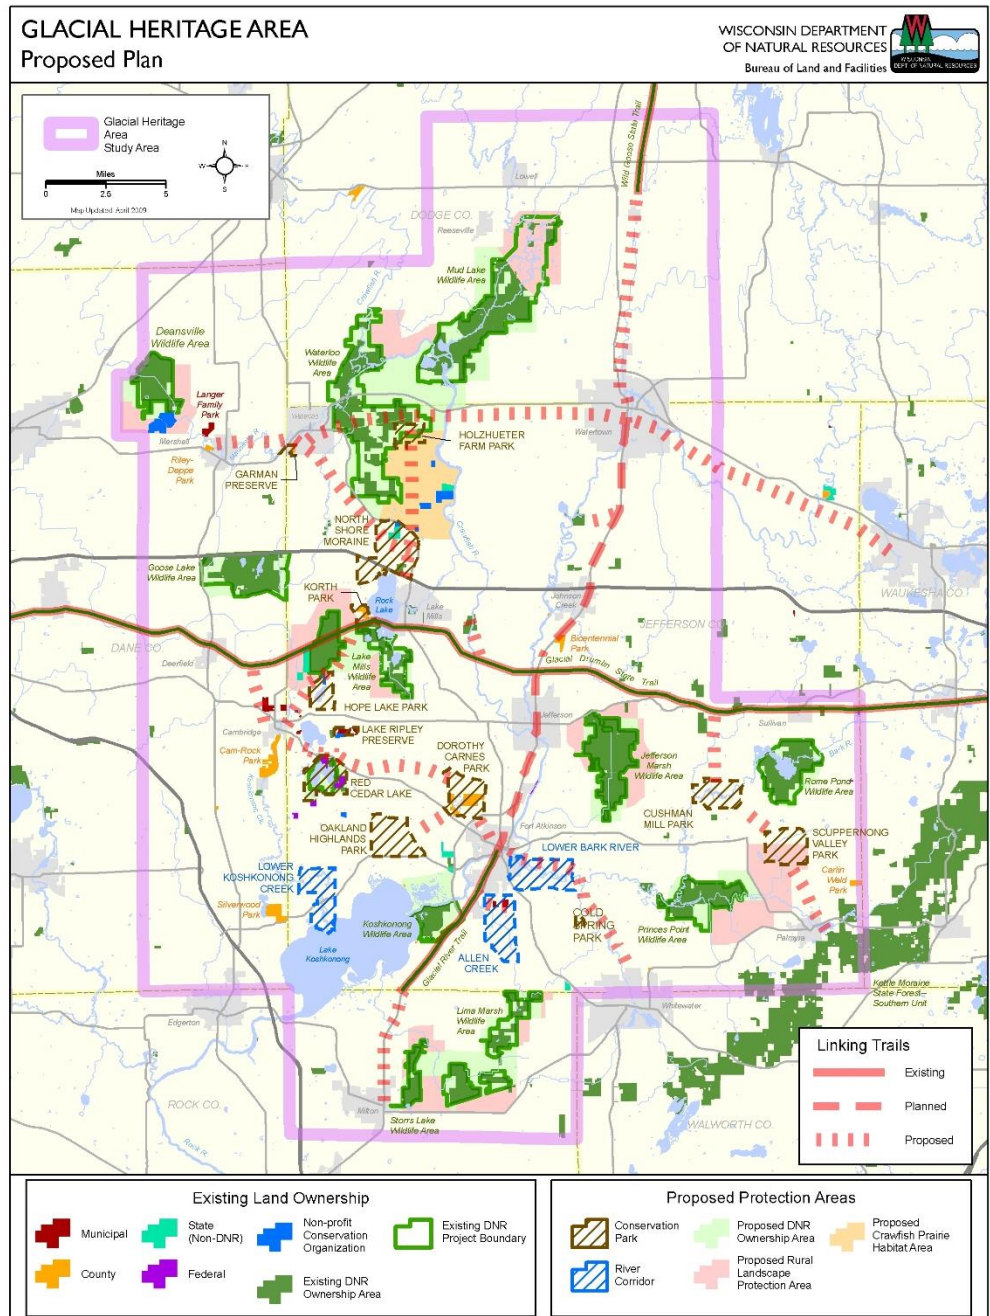 GLACIAL HERITAGE AREA
Proposed Plan
WISCONSIN DEPARTMENT
OF NATURAL RESOURCES
Bureau of Land and Facilities
WISCONSIN
DEPT. OF NATURAL RESOURCES
Glacial Heritage
Area
Study Area
N
W
E
S
Miles
0
2.5
5
Map Updated April 2009
Wild Goose State Trail
Lowell
DODGE CO.
Reeseville
Mud Lake
Wildlife Area
Crawfish R.
Deansville
Wildlife Area
Waterloo
Wildlife
Area
Langer
Family
Park
Marshall
Waterloo
Watertown
HOLZHUETER
FARM PARK
Riley-
Deppe
Park
GARMAN
PRESERVE
NORTH
SHORE
MORAINE
Crawfish R.
Goose Lake
Wildlife Area
KORTH
PARK
Rock
Lake
Lake
Mills
Johnson
Creek
WAUKESHA CO.
JEFFERSON CO.
DANE CO.
Bicentennial
Park
Deerfield
Glacial Drumlin State Trail
Lake
Mills
Wildlife
Area
HOPE LAKE PARK
Jefferson
Sullivan
Cambridge
LAKE RIPLEY
PRESERVE
Cam-Rock
Park
DOROTHY
CARNES
PARK
Jefferson
Marsh
Wildlife Area
Bark R.
Rome Pond
Wildlife Area
RED
CEDAR LAKE
Koshkonong Ck.
CUSHMAN
MILL PARK
OAKLAND
HIGHLANDS
PARK
Fort Atkinson
SCUPPERNONG
VALLEY
PARK
LOWER BARK RIVER
LOWER
KOSHKONONG
CREEK
Carlin
Weld
Park
Silverwood
Park
Koshkonong
Wildlife Area
COLD
SPRING
PARK
Princes Point
Wildlife Area
Palmyra
Lake
Koshkonong
Glacial River Trail
ALLEN
CREEK
Kettle Moraine
State Forest-
Southern Unit
Edgerton
Lima Marsh
Wildlife
Area
Whitewater
ROCK CO.
Milton
Storrs Lake
Wildlife Area
WALWORTH CO.
Rock R.
Linking Trails
Existing
Planned
Proposed
Existing Land Ownership
Municipal
State
(Non-DNR)
Non-profit
Conservation
Organization
Existing DNR
Project Boundary
County
Federal
Existing DNR
Ownership Area
Proposed Protection Areas
Conservation
Park
Proposed DNR
Ownership Area
Proposed
Crawfish Prairie
Habitat Area
River
Corridor
Proposed Rural
Landscape
Protection Area